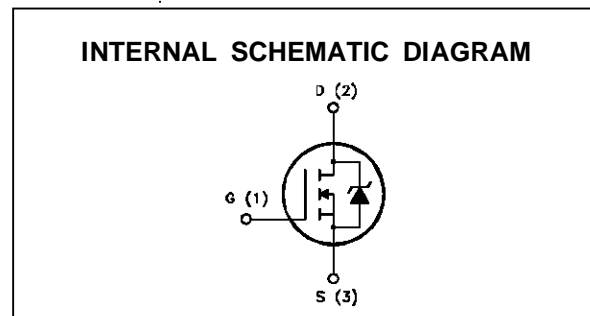 INTERNAL SCHEMATIC DIAGRAM
D (2)
G (1)
S (3)